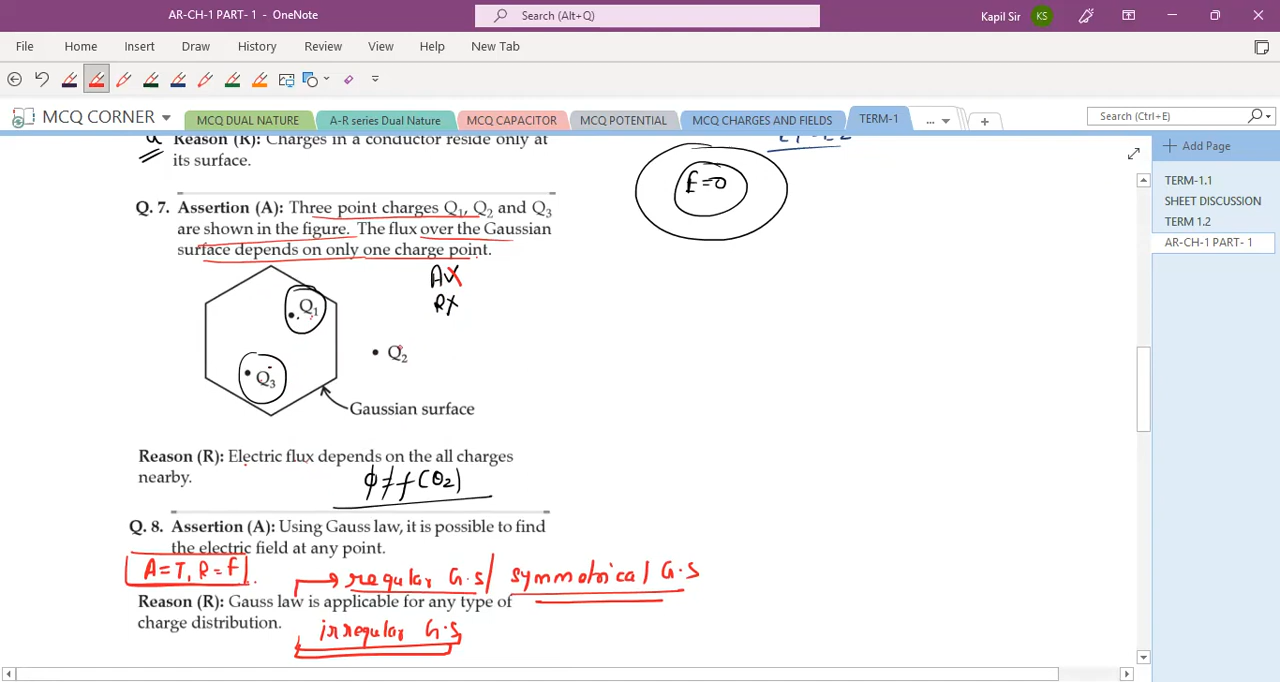 AR-CH-1 PART- 1 - OneNote
Search (Alt+Q)
Kapil Sir
KS
File Home Insert Draw History Review View Help New Tab
MCQ CORNER
MCQ DUAL NATURE
A-R series Dual Nature
MCQ CAPACITOR
MCQ POTENTIAL
MCQ CHARGES AND FIELDS
TERM-1
...
Search (Ctrl+E)
Add Page
TERM-1.1
SHEET DISCUSSION
TERM 1.2
AR-CH-1 PART- 1
Reason (R): Charges in a conductor reside only at
its surface.
E=0
Q. 7. Assertion (A): Three point charges Q1, Q2 and Q3
are shown in the figure. The flux over the Gaussian
surface depends on only one charge point.
A
R×
Q1
Q2
Q3
Gaussian surface
Reason (R): Electric flux depends on the all charges
nearby.
ϕ≠f(Q2)
Q. 8. Assertion (A): Using Gauss law, it is possible to find
the electric field at any point.
A=T, R=F
regular G.S/ symmetrical G.S
Reason (R): Gauss law is applicable for any type of
charge distribution.
irregular G.S